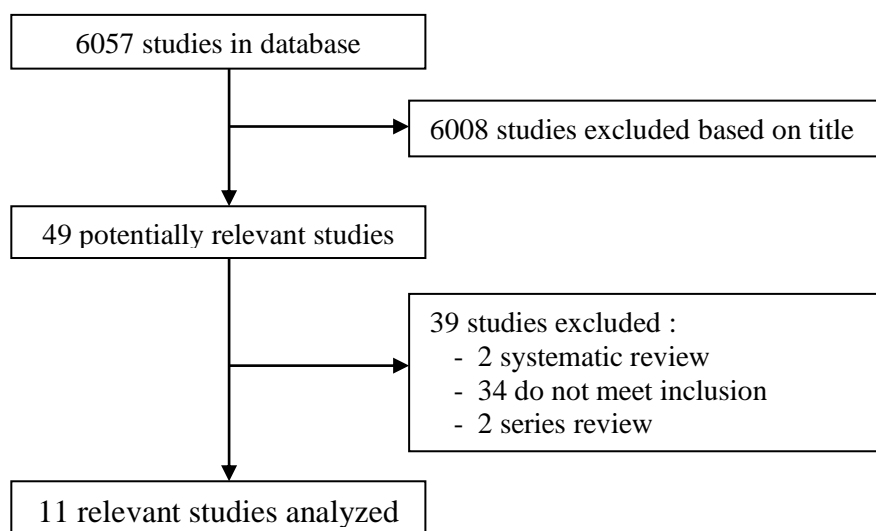 6057 studies in database
6008 studies excluded based on title
49 potentially relevant studies
39 studies excluded :
- 2 systematic review
- 34 do not meet inclusion
- 2 series review
11 relevant studies analyzed